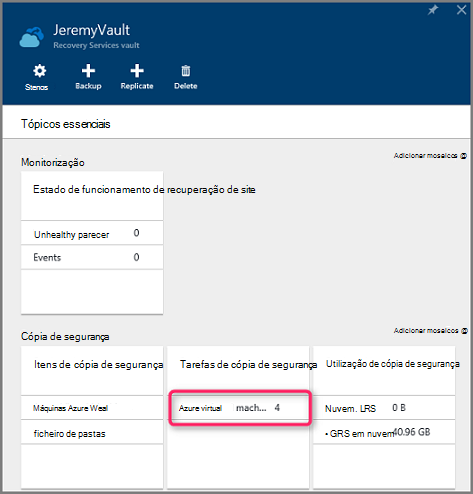 JeremyVault
Recovery Services vault
Stenos
Backup
Replicate
Delete
Tópicos essenciais
Monitorização
Adicionar mosaicos
Estado de funcionamento de recuperação de site
Unhealthy parecer 0
Events 0
Cópia de segurança
Adicionar mosaicos
Itens de cópia de segurança
Máquinas Azure Weal
ficheiro de pastas
Tarefas de cópia de segurança
Azure virtual mach... 4
Utilização de cópia de segurança
Nuvem. LRS 0 B
• GRS em nuvem 40.96 GB